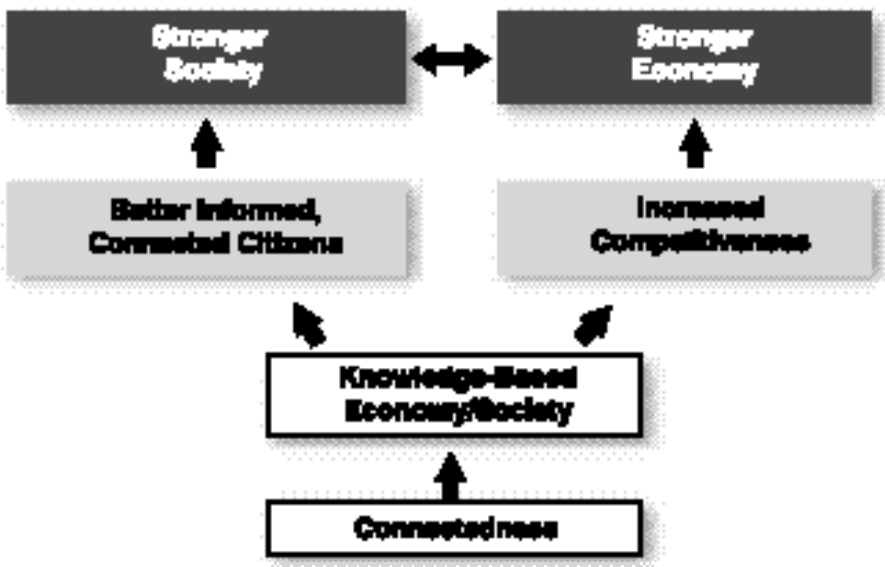 Stronger
Society
Stronger
Economy
Better Informed,
Connected Citizens
Increased
Competitiveness
Knowledge-Based
Economy/Society
Connectedness